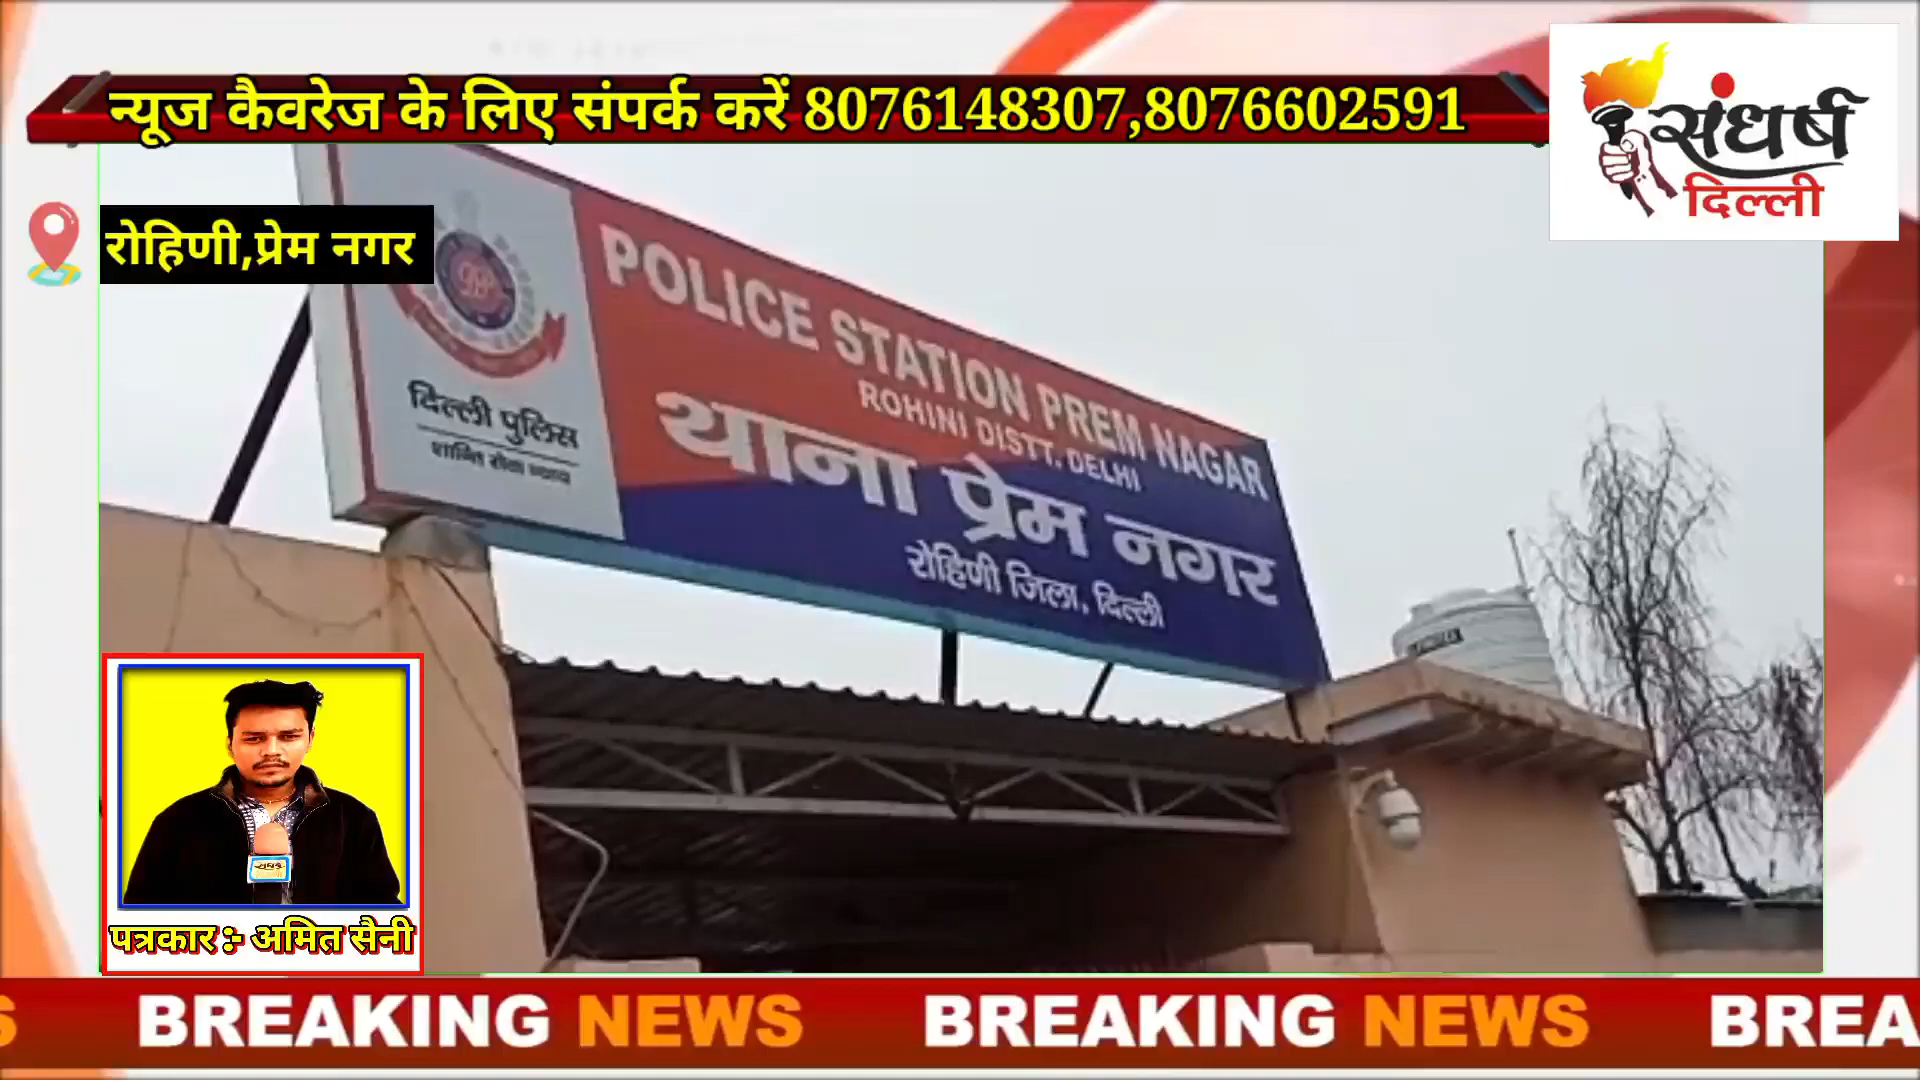 न्यूज कैवरेज के लिए संपर्क करें 8076148307,8076602591
संघर्ष
दिल्ली
रोहिणी,प्रेम नगर
दिल्ली पुलिस
शान्ति सेवा न्याय
POLICE STATION PREM NAGAR
ROHINI DISTT. DELHI
थाना प्रेम नगर
रोहिणी जिला, दिल्ली
पत्रकार :- अमित सैनी
BREAKING NEWS BREAKING NEWS BREA